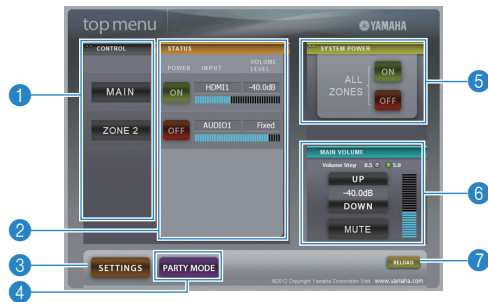 top menu
YAMAHA
CONTROL
STATUS
SYSTEM POWER
POWER INPUT VOLUME LEVEL
MAIN
ON HDMI1 -40.0dB
ZONE 2
OFF AUDIO1 Fixed
ALL ZONES
ON
OFF
MAIN VOLUME
Volume Step 0.5 5.0
UP
-40.0dB
DOWN
MUTE
SETTINGS
PARTY MODE
RELOAD
©2012 Copyright Yamaha Corporation Visit www.yamaha.com
1
2
3
4
5
6
7